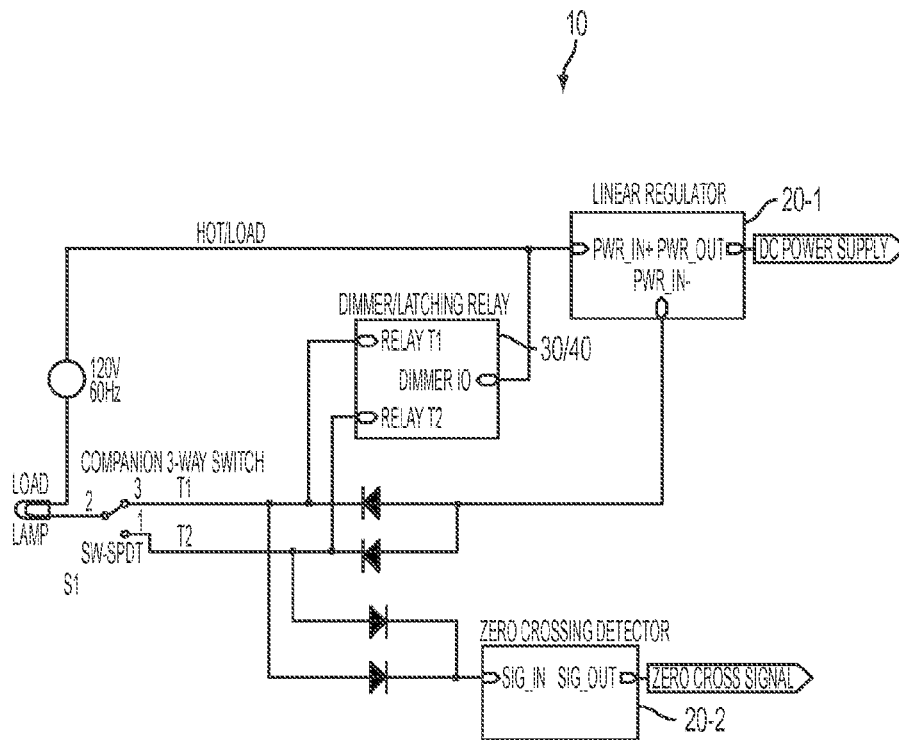 10
LINEAR REGULATOR
20-1
HOT/LOAD
PWR_IN+ PWR_OUT
DC POWER SUPPLY
PWR_IN-
DIMMER/LATCHING RELAY
RELAY T1
30/40
DIMMER IO
RELAY T2
120V
60Hz
COMPANION 3-WAY SWITCH
LOAD
LAMP
2
3
T1
1
T2
SW-SPDT
S1
ZERO CROSSING DETECTOR
SIG_IN SIG_OUT
ZERO CROSS SIGNAL
20-2